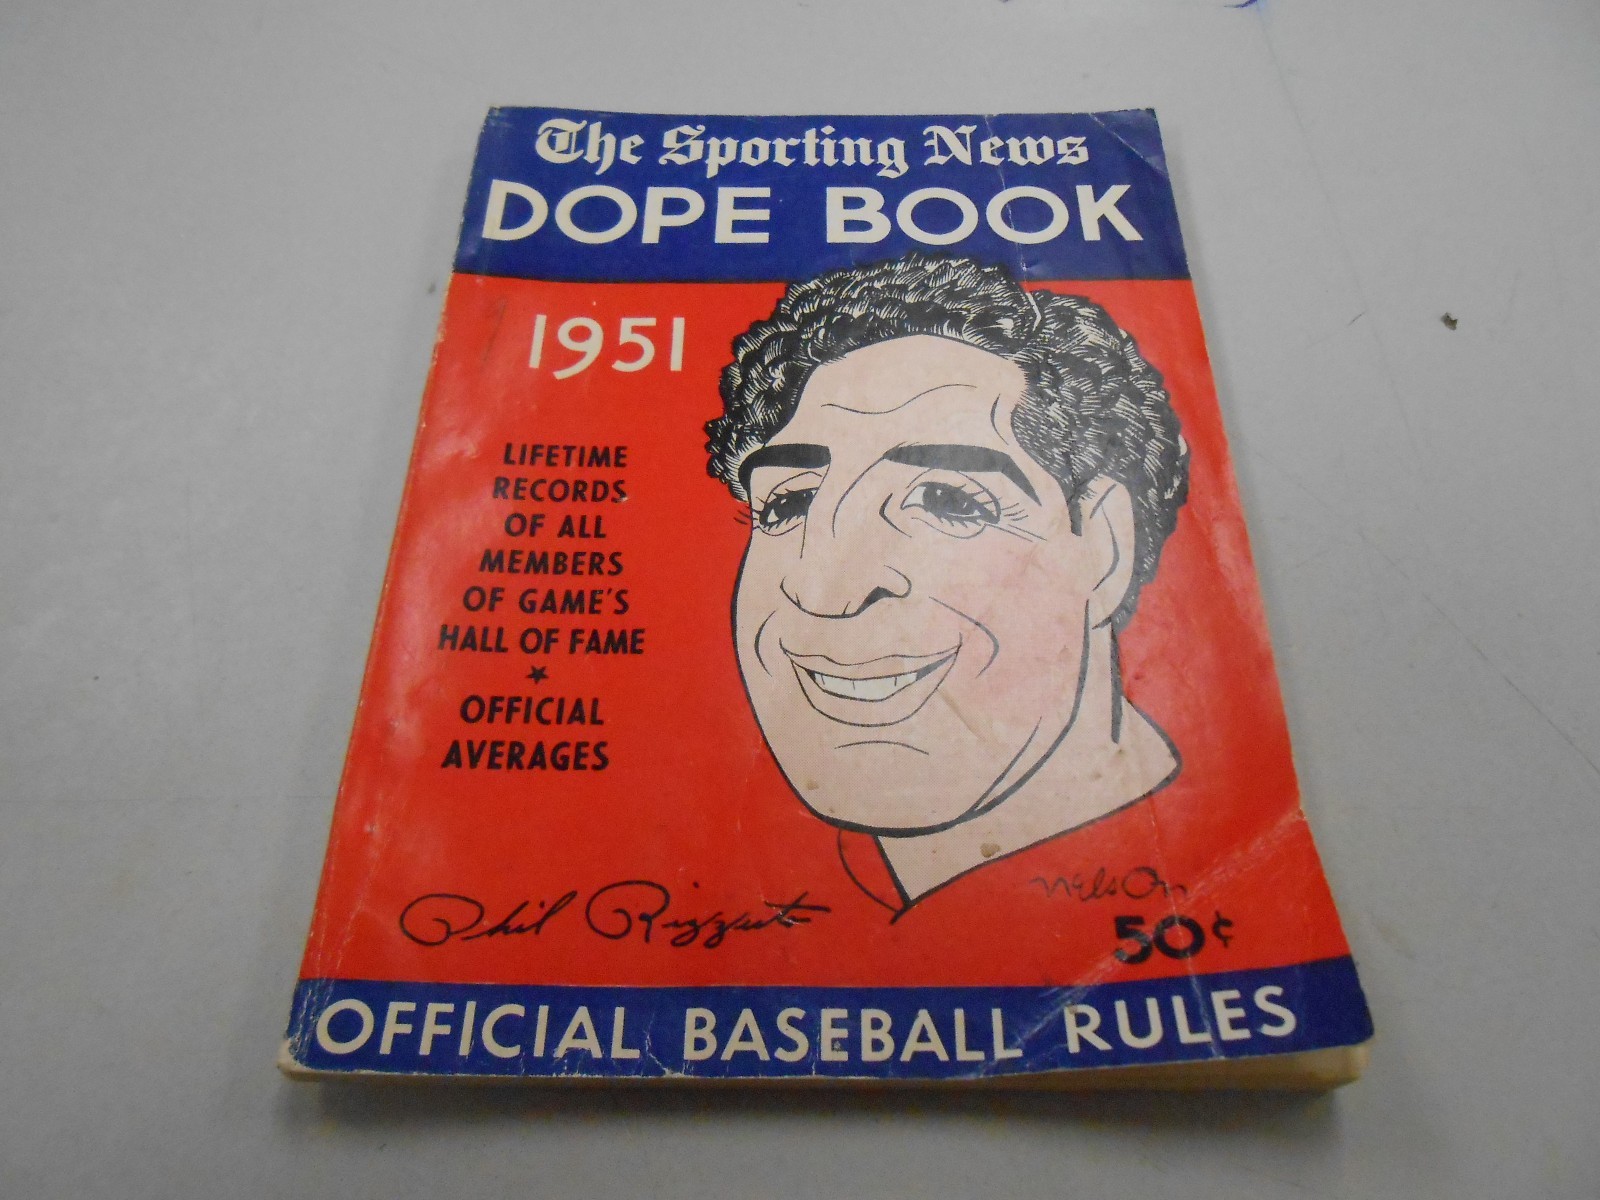 The Sporting News
DOPE BOOK
1951
LIFETIME
RECORDS
OF ALL
MEMBERS
OF GAME'S
HALL OF FAME
★
OFFICIAL
AVERAGES
Phil Rizzuto
Nelson
50¢
OFFICIAL BASEBALL RULES